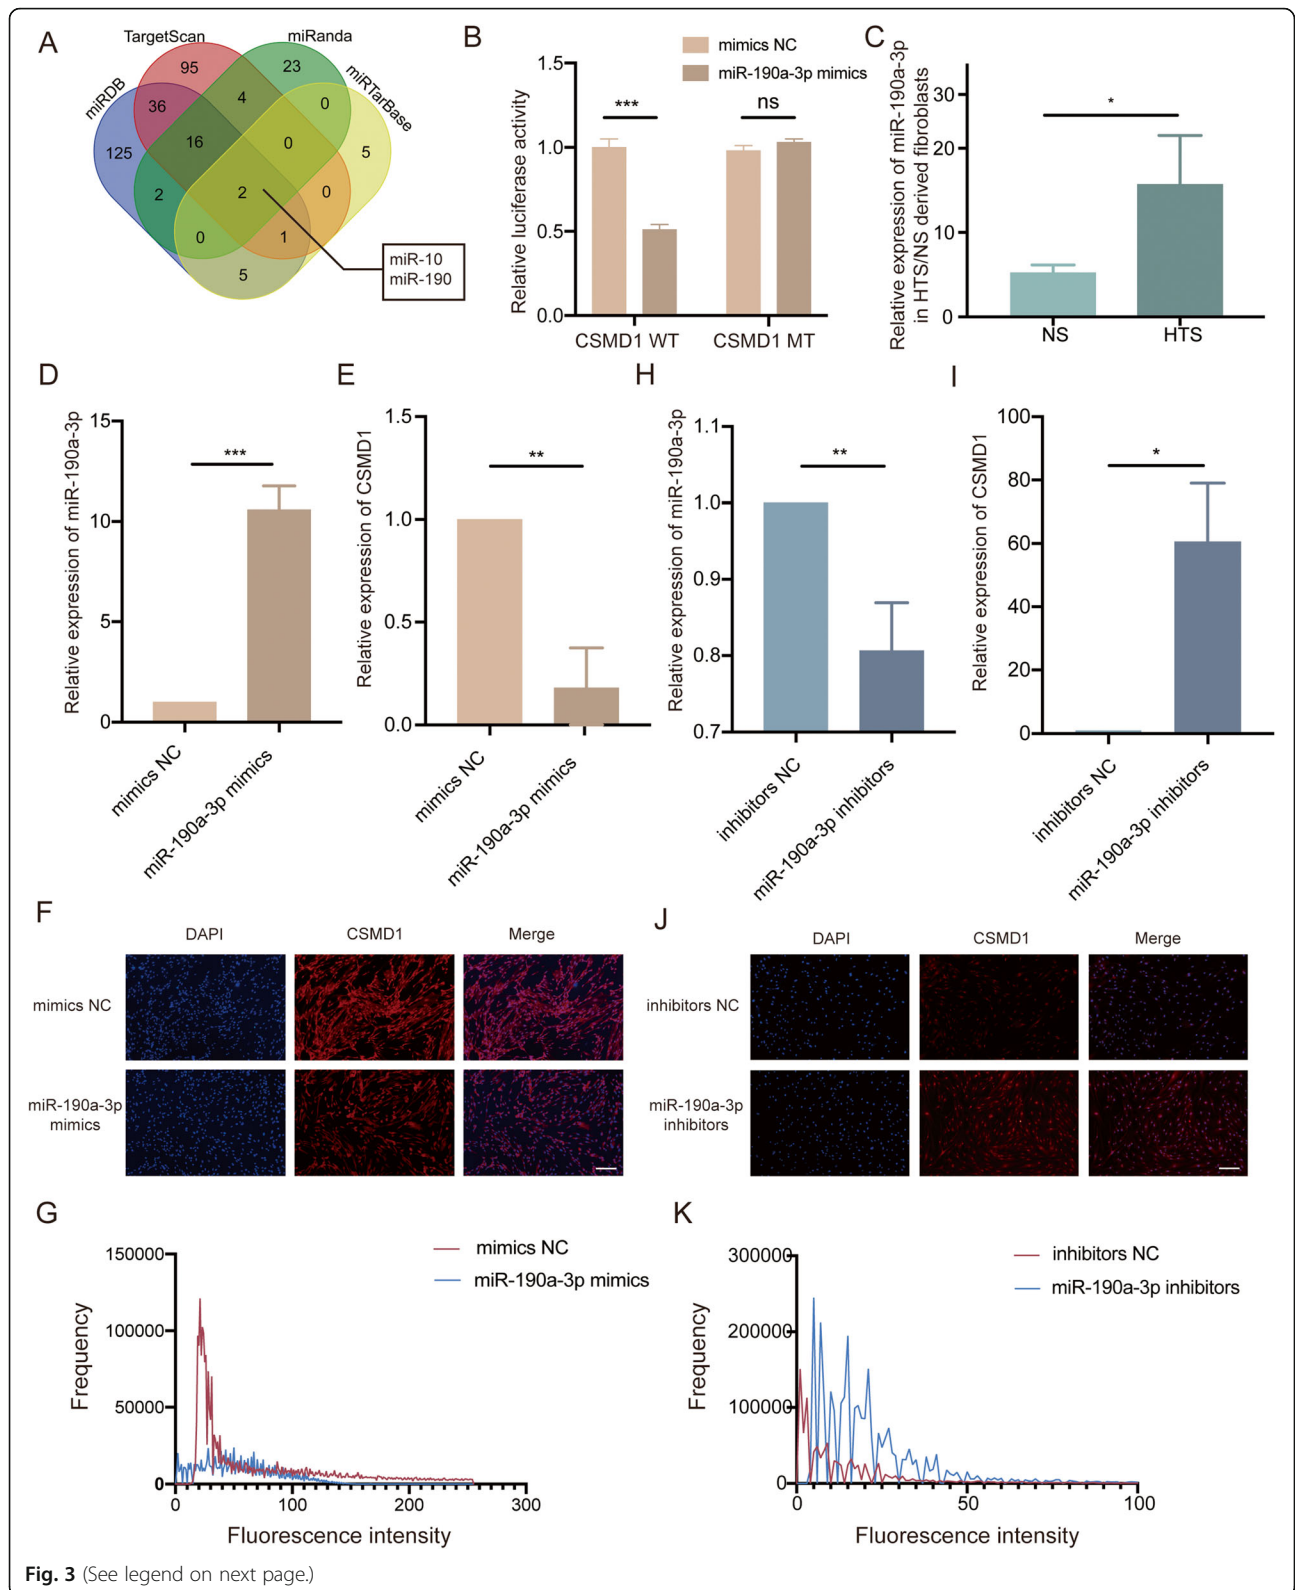 A
TargetScan
miRanda
miRDB
miRTarBase
95
23
36
4
0
125
16
0
5
2
2
0
0
1
5
miR-10
miR-190
B
mimics NC
miR-190a-3p mimics
Relative luciferase activity
1.5
1.0
0.5
0.0
***
ns
CSMD1 WT
CSMD1 MT
C
Relative expression of miR-190a-3p
in HTS/NS derived fibroblasts
30
20
10
0
*
NS
HTS
D
Relative expression of miR-190a-3p
15
10
5
0
***
mimics NC
miR-190a-3p mimics
E
Relative expression of CSMD1
1.5
1.0
0.5
0.0
**
mimics NC
miR-190a-3p mimics
H
Relative expression of miR-190a-3p
1.1
1.0
0.9
0.8
0.7
**
inhibitors NC
miR-190a-3p inhibitors
I
Relative expression of CSMD1
100
80
60
40
20
0
*
inhibitors NC
miR-190a-3p inhibitors
F
DAPI
CSMD1
Merge
mimics NC
miR-190a-3p
mimics
J
DAPI
CSMD1
Merge
inhibitors NC
miR-190a-3p
inhibitors
G
mimics NC
miR-190a-3p mimics
Frequency
150000
100000
50000
0
0
100
200
300
Fluorescence intensity
K
inhibitors NC
miR-190a-3p inhibitors
Frequency
300000
200000
100000
0
0
50
100
Fluorescence intensity
Fig. 3 (See legend on next page.)